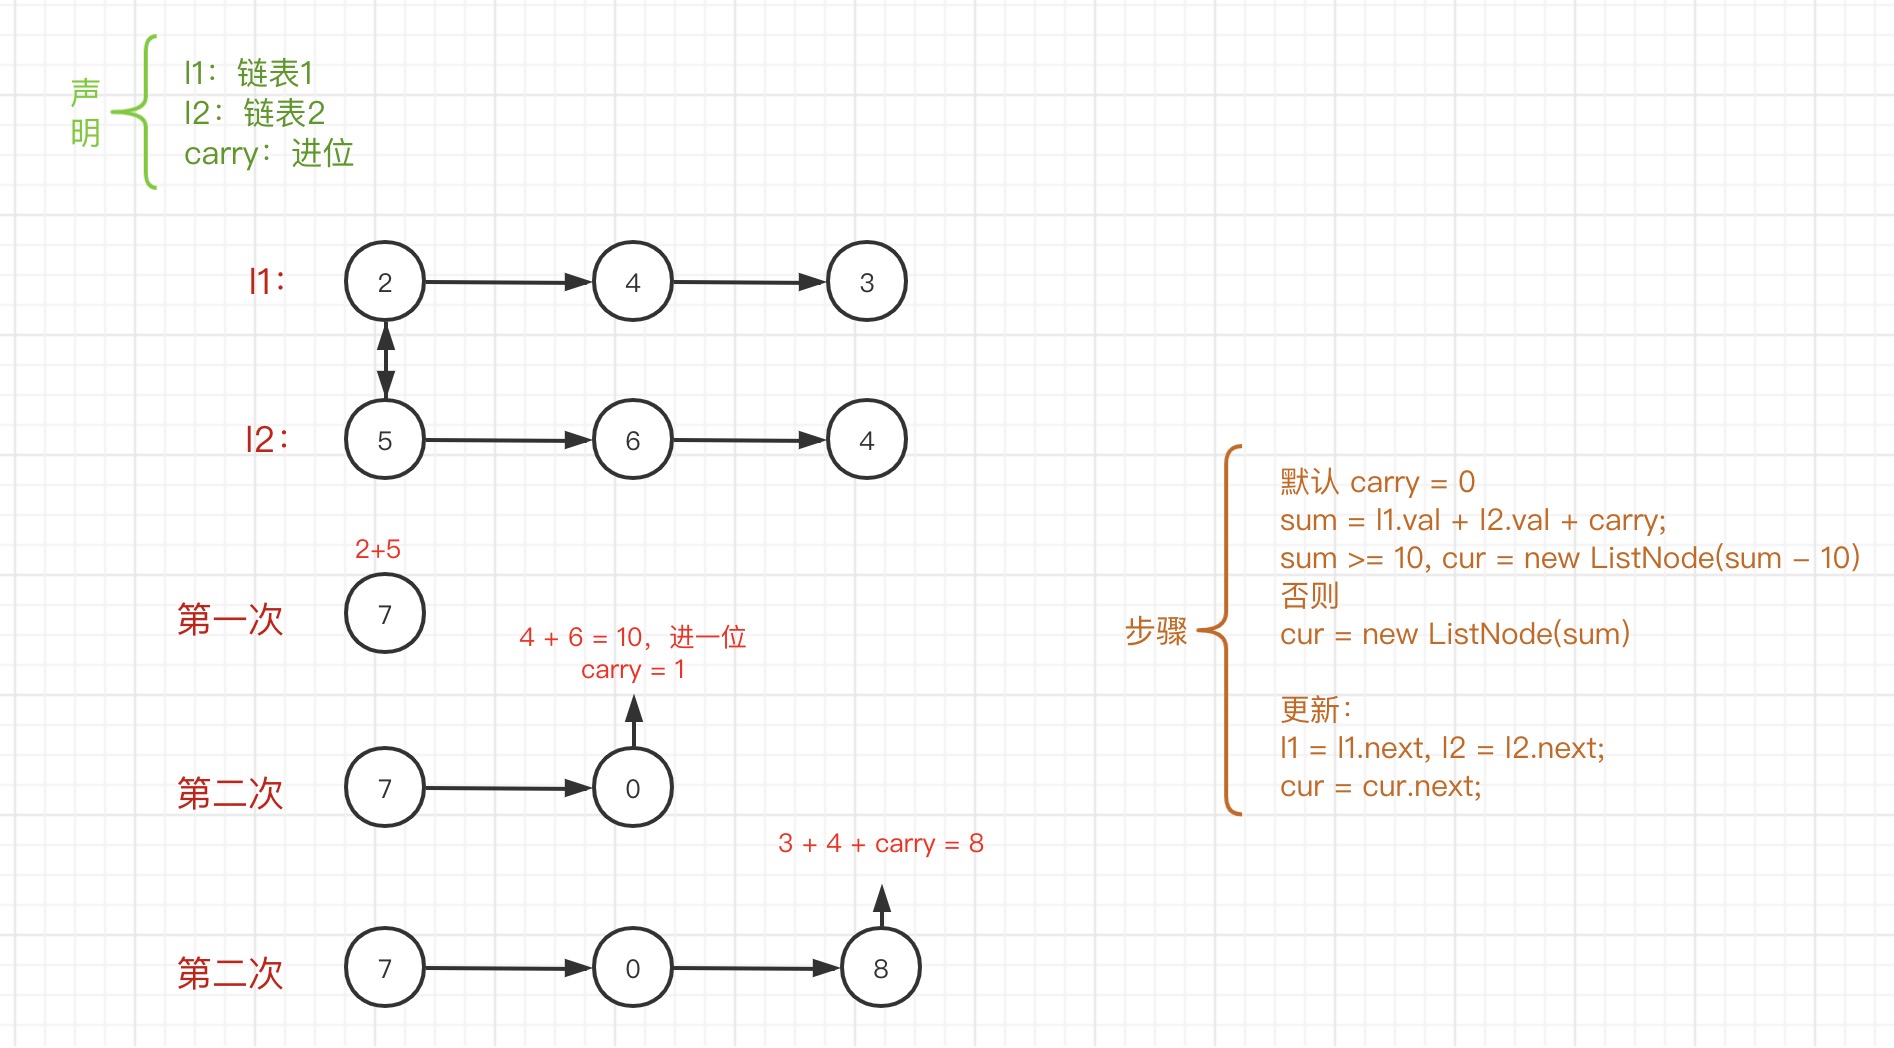 声
明
l1：链表1
l2：链表2
carry：进位
l1：
2
4
3
l2：
5
6
4
2+5
第一次
7
4 + 6 = 10，进一位
carry = 1
第二次
7
0
3 + 4 + carry = 8
第二次
7
0
8
步骤
默认 carry = 0
sum = l1.val + l2.val + carry;
sum >= 10, cur = new ListNode(sum – 10)
否则
cur = new ListNode(sum)
更新：
l1 = l1.next, l2 = l2.next;
cur = cur.next;